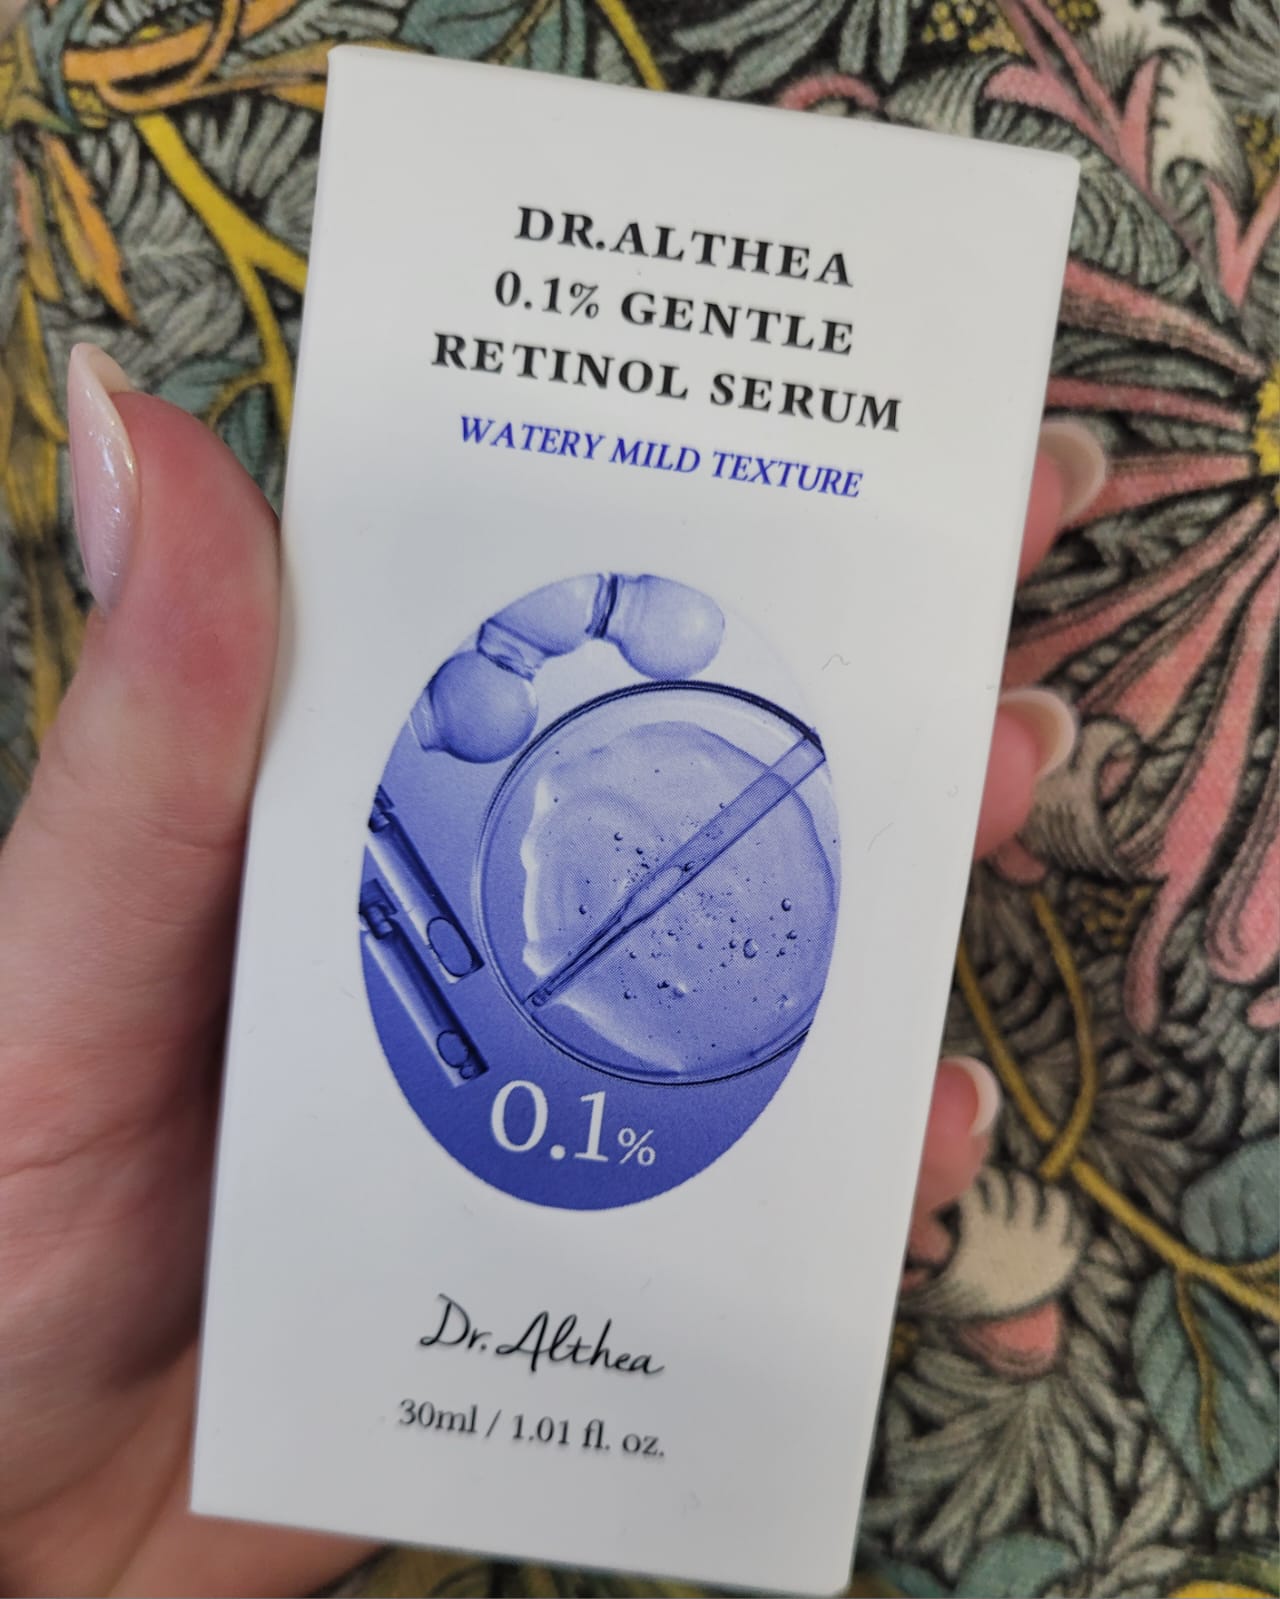 DR.ALTHEA
0.1% GENTLE
RETINOL SERUM
WATERY MILD TEXTURE
0.1%
Dr. Althea
30ml / 1.01 fl. oz.